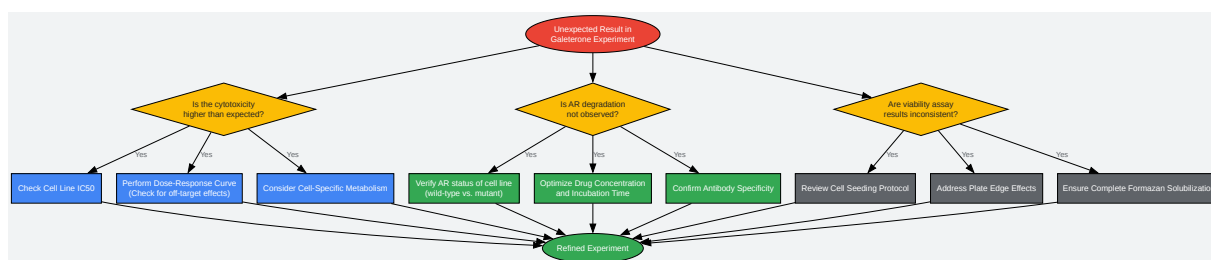 Unexpected Result in
Galeterone Experiment
Is the cytotoxicity
higher than expected?
Is AR degradation
not observed?
Are viability assay
results inconsistent?
Yes
Yes
Yes
Yes
Yes
Yes
Yes
Yes
Yes
Check Cell Line IC50
Perform Dose-Response Curve
(Check for off-target effects)
Consider Cell-Specific Metabolism
Verify AR status of cell line
(wild-type vs. mutant)
Optimize Drug Concentration
and Incubation Time
Confirm Antibody Specificity
Review Cell Seeding Protocol
Address Plate Edge Effects
Ensure Complete Formazan Solubilization
Refined Experiment